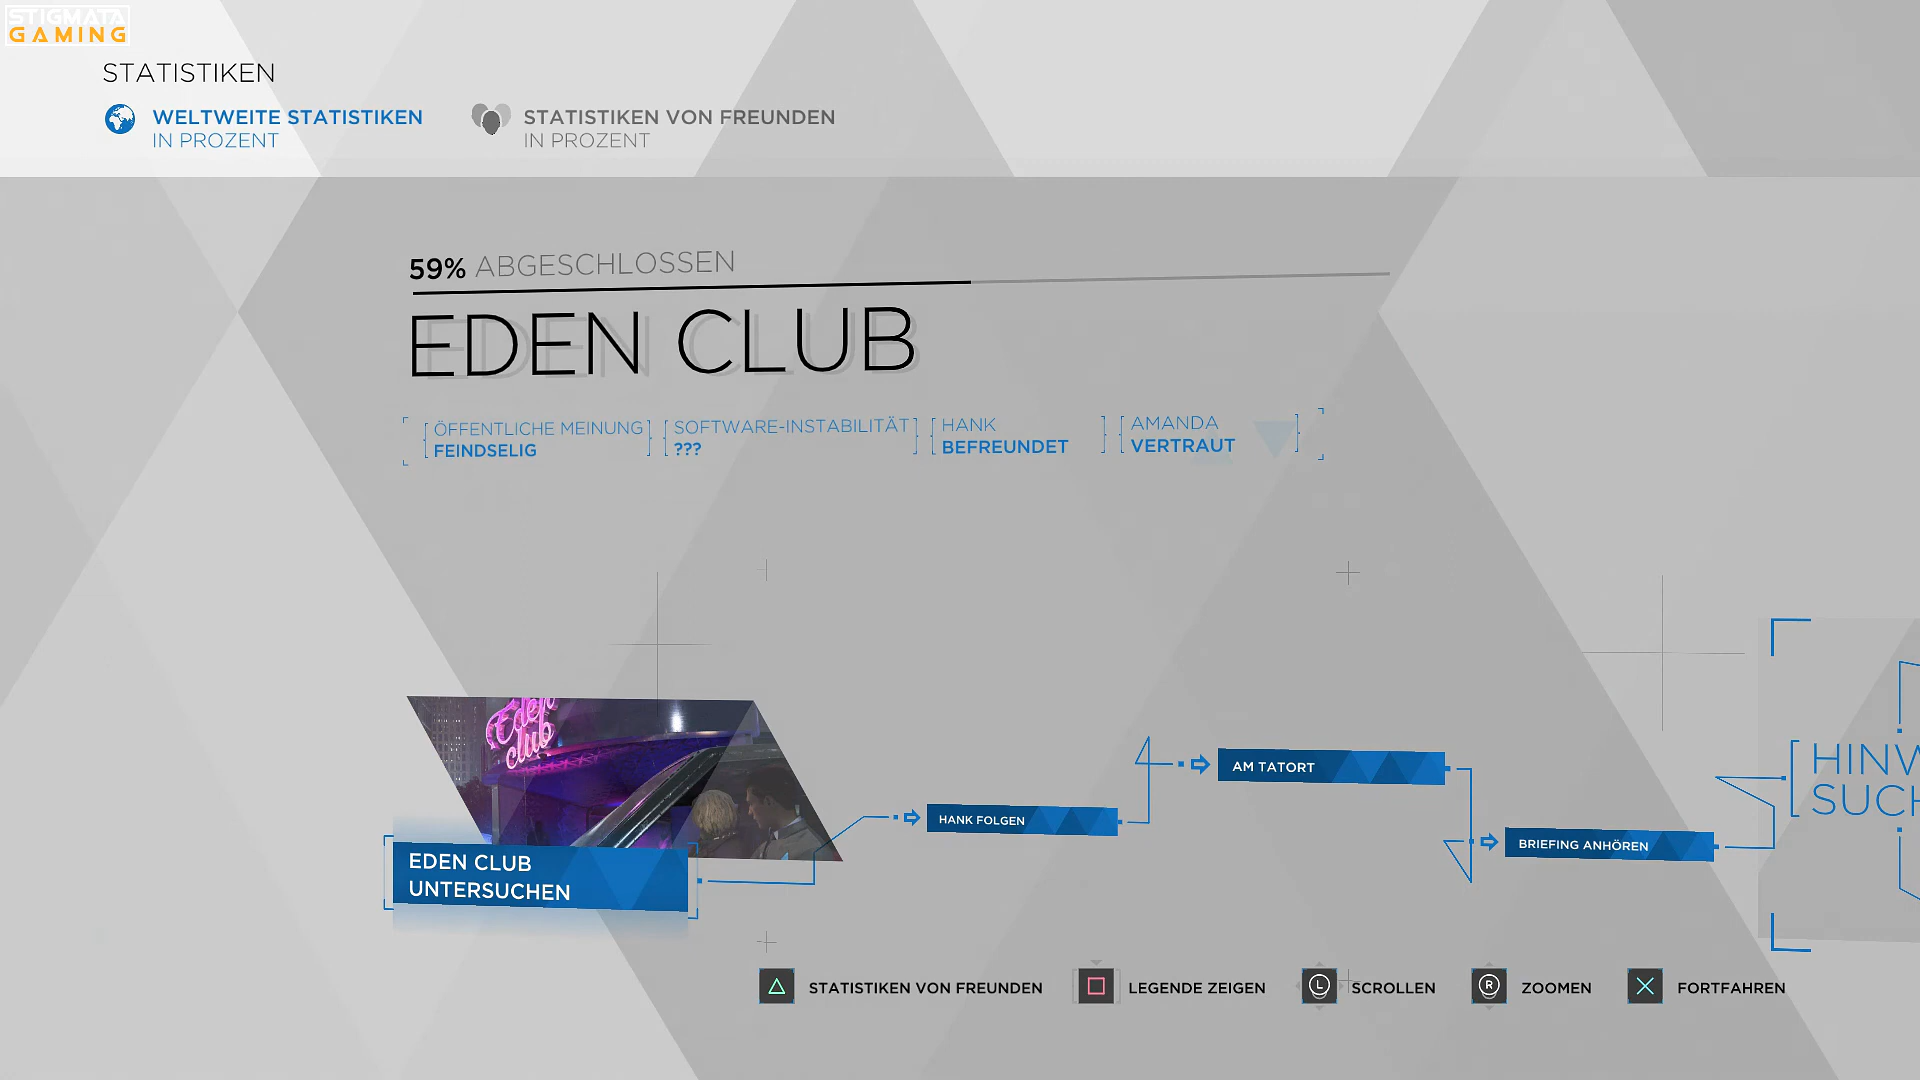 STIGMATA
GAMING
STATISTIKEN
WELTWEITE STATISTIKEN
IN PROZENT
STATISTIKEN VON FREUNDEN
IN PROZENT
59% ABGESCHLOSSEN
EDEN CLUB
ÖFFENTLICHE MEINUNG
FEINDSELIG
SOFTWARE-INSTABILITÄT
???
HANK
BEFREUNDET
AMANDA
VERTRAUT
Eden
club
EDEN CLUB
UNTERSUCHEN
HANK FOLGEN
AM TATORT
BRIEFING ANHÖREN
STATISTIKEN VON FREUNDEN
LEGENDE ZEIGEN
L
SCROLLEN
R
ZOOMEN
FORTFAHREN